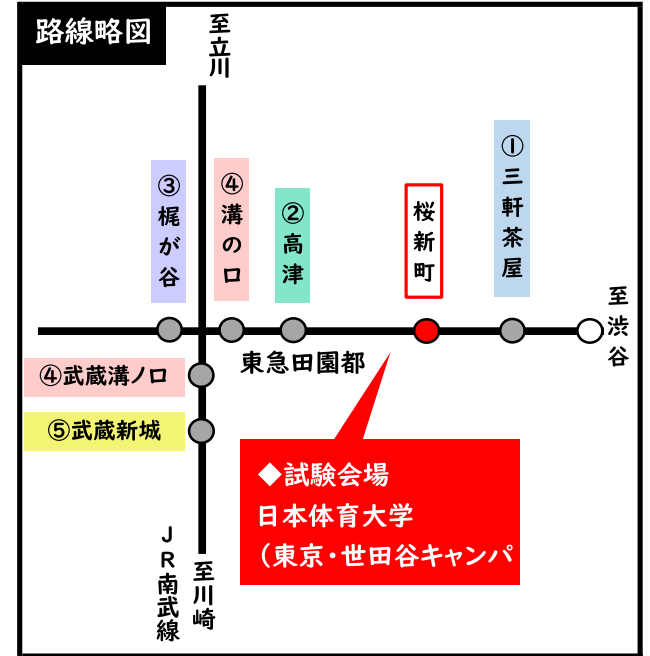 路線略図
至立川
③梶が谷
④溝の口
②高津
桜新町
①三軒茶屋
至渋谷
東急田園都
④武蔵溝ノ口
⑤武蔵新城
◆試験会場
日本体育大学
（東京・世田谷キャンパ
JR南武線
至川崎